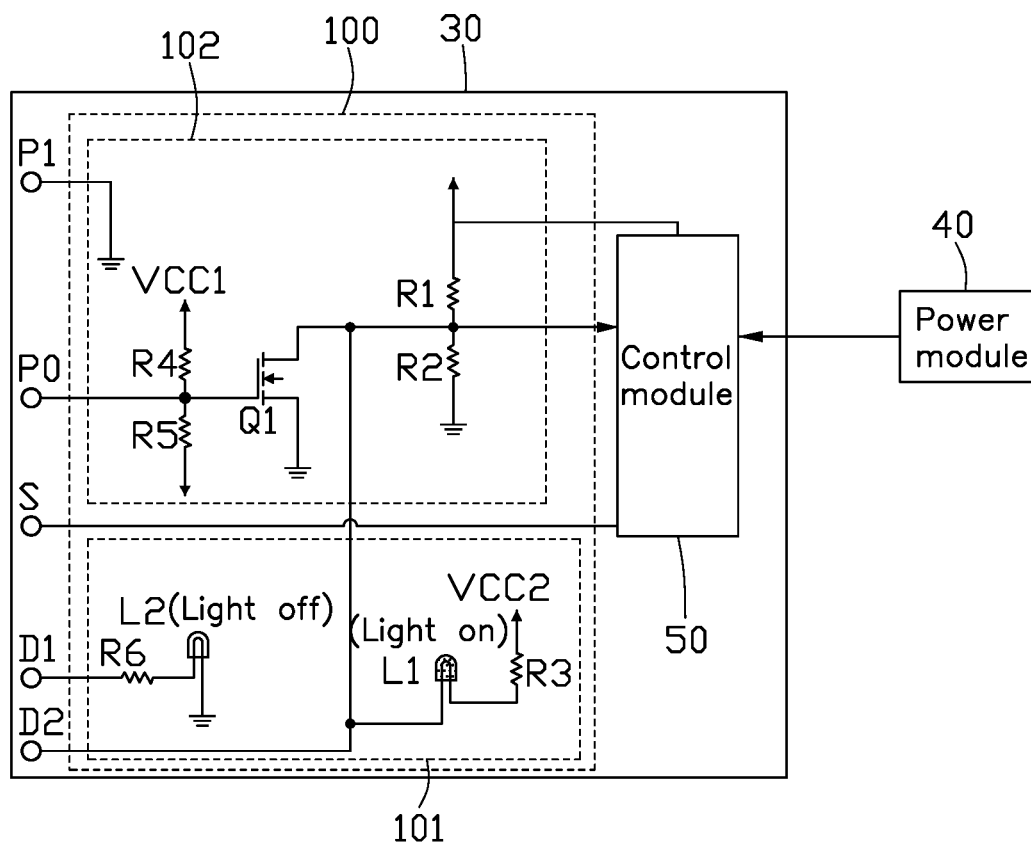 30
100
102
P1
40
VCC1
R1
Power
module
P0
R4
R2
Control
module
Q1
R5
S
VCC2
L2(Light off)
(Light on)
50
D1
R6
L1
R3
D2
101